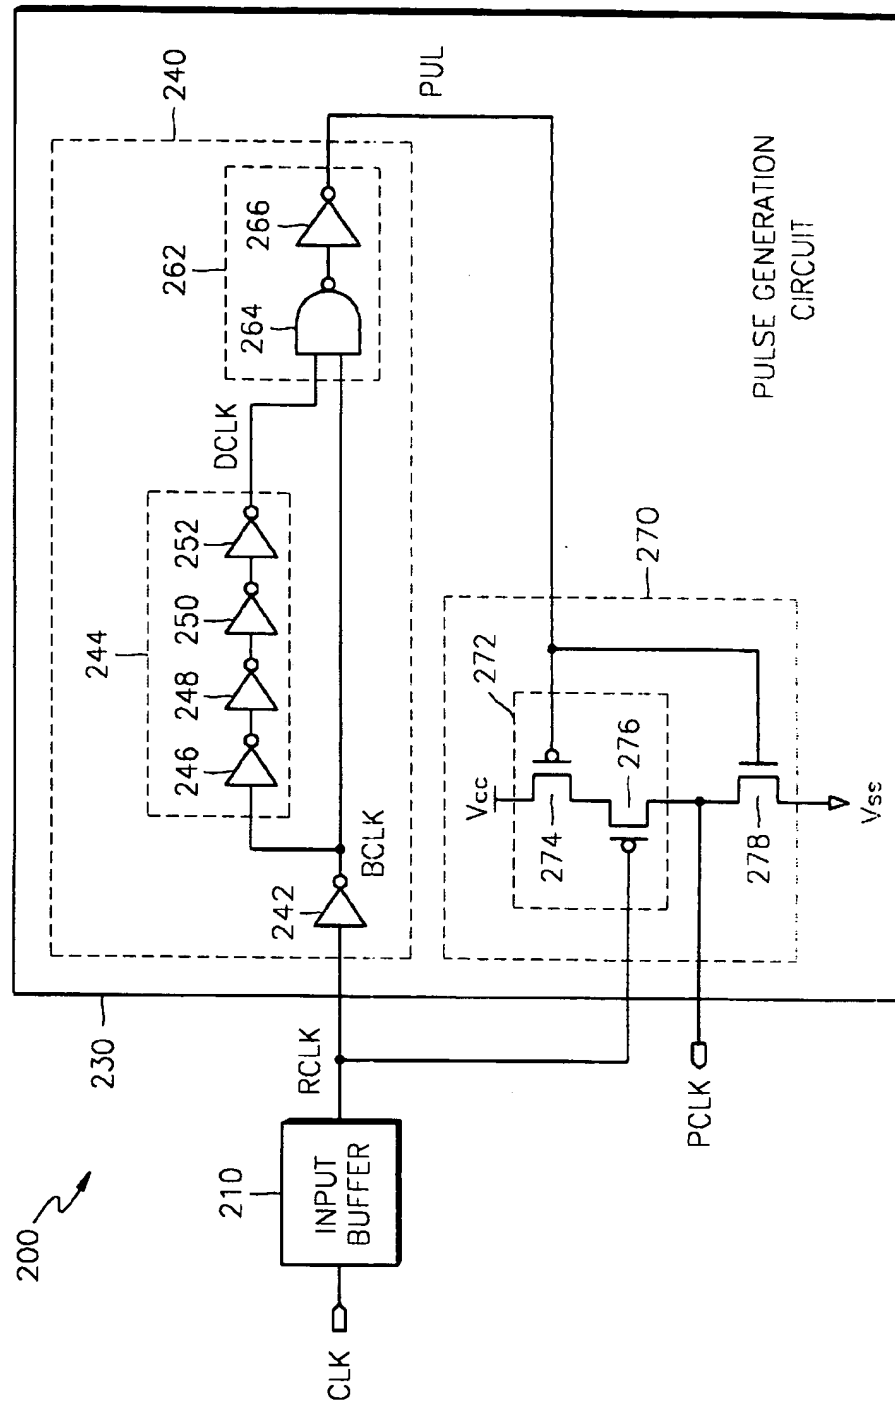 200
CLK
INPUT
BUFFER
210
RCLK
230
242
BCLK
244
246
248
250
252
DCLK
262
264
266
240
PUL
PCLK
272
Vcc
274
276
278
Vss
270
PULSE GENERATION
CIRCUIT